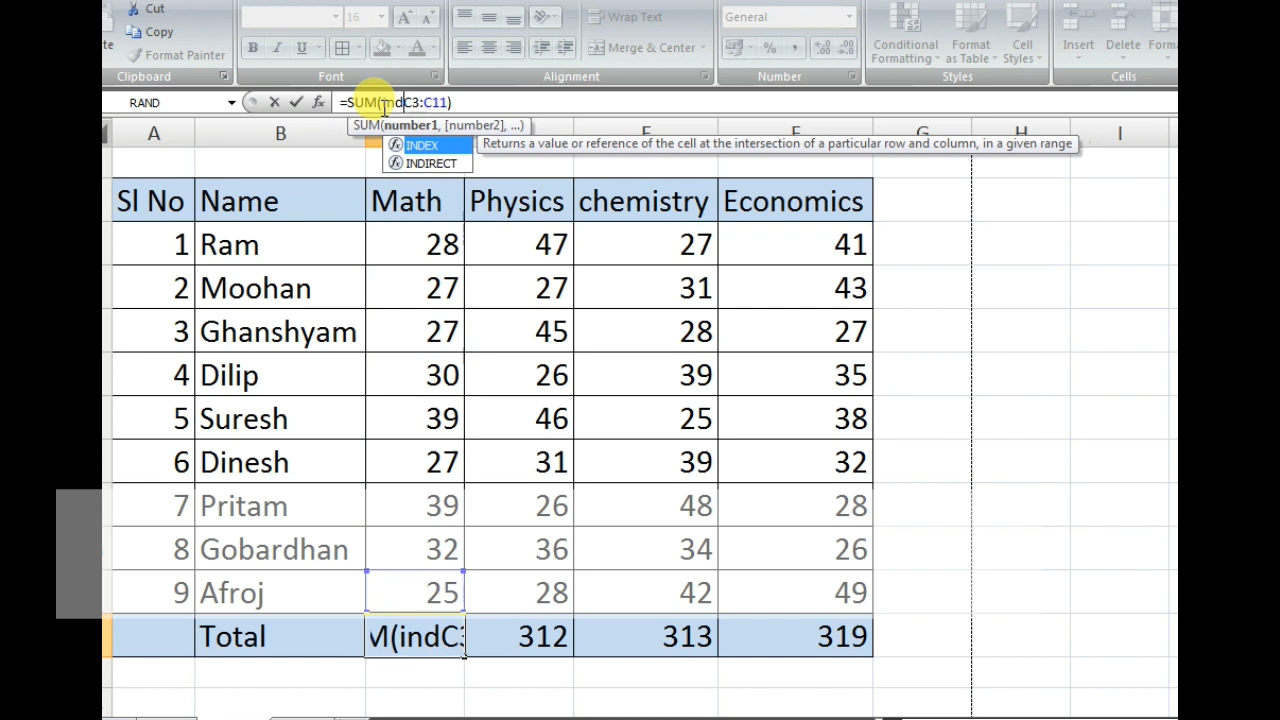 Cut
Copy
Format Painter
Clipboard
16
A A
B I U
A
Font
Wrap Text
Merge & Center
Alignment
General
% ,
Number
Conditional Formatting
Format as Table
Cell Styles
Styles
Insert Delete
Cells
RAND fx =SUM(indC3:C11)
SUM(number1, [number2], ...)
INDEX Returns a value or reference of the cell at the intersection of a particular row and column, in a given range
INDIRECT
A B G H I
Sl No Name Math Physics chemistry Economics
1 Ram 28 47 27 41
2 Moohan 27 27 31 43
3 Ghanshyam 27 45 28 27
4 Dilip 30 26 39 35
5 Suresh 39 46 25 38
6 Dinesh 27 31 39 32
7 Pritam 39 26 48 28
8 Gobardhan 32 36 34 26
9 Afroj 25 28 42 49
Total M(indC3 312 313 319